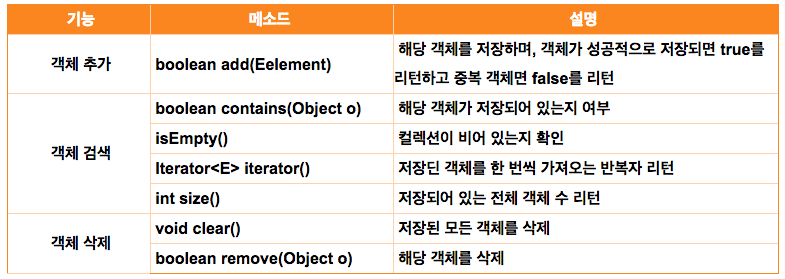 기능 메소드 설명
객체 추가 boolean add(Eelement) 해당 객체를 저장하며, 객체가 성공적으로 저장되면 true를
리턴하고 중복 객체면 false를 리턴
객체 검색 boolean contains(Object o) 해당 객체가 저장되어 있는지 여부
isEmpty() 컬렉션이 비어 있는지 확인
Iterator<E> iterator() 저장딘 객체를 한 번씩 가져오는 반복자 리턴
int size() 저장되어 있는 전체 객체 수 리턴
객체 삭제 void clear() 저장된 모든 객체를 삭제
boolean remove(Object o) 해당 객체를 삭제